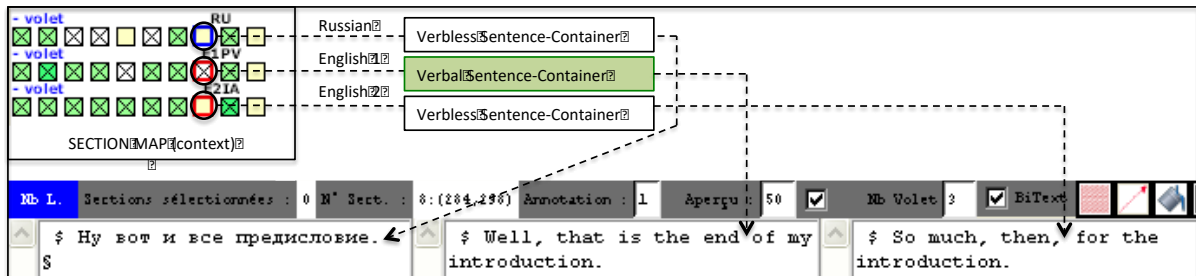 - volet RU
- volet E1PV
- volet E2IA
SECTION MAP (context)
Russian
English 1
English 2
Verbless Sentence-Container
Verbal Sentence-Container
Verbless Sentence-Container
Nb L. Sections sélectionnées : 0 N° Sect. : 8:(284,298) Annotation : 1 Aperçu : 50 Nb Volet 3 BiText
$ Ну вот и все предисловие.
§
$ Well, that is the end of my
introduction.
$ So much, then, for the
introduction.